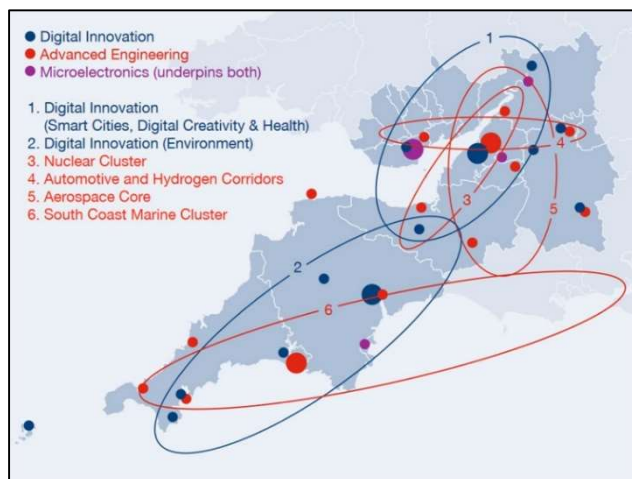 Digital Innovation
Advanced Engineering
Microelectronics (underpins both)
1. Digital Innovation
(Smart Cities, Digital Creativity & Health)
2. Digital Innovation (Environment)
3. Nuclear Cluster
4. Automotive and Hydrogen Corridors
5. Aerospace Core
6. South Coast Marine Cluster
1
4
3
5
2
6